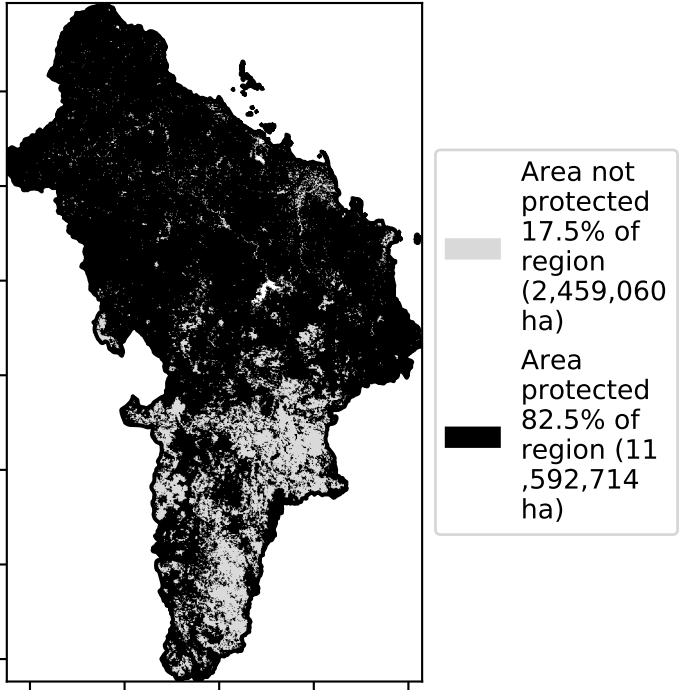 Area not
protected
17.5% of
region
(2,459,060
ha)
Area
protected
82.5% of
region (11
,592,714
ha)